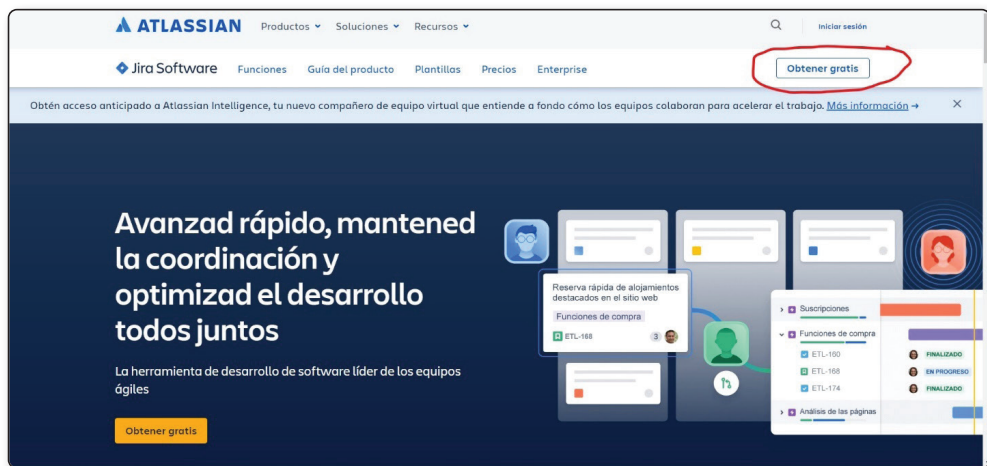 ATLASSIAN Productos Soluciones Recursos Iniciar sesión
Jira Software Funciones Guía del producto Plantillas Precios Enterprise Obtener gratis
Obtén acceso anticipado a Atlassian Intelligence, tu nuevo compañero de equipo virtual que entiende a fondo cómo los equipos colaboran para acelerar el trabajo. Más información →
Avanzad rápido, mantened
la coordinación y
optimizad el desarrollo
todos juntos
La herramienta de desarrollo de software líder de los equipos
ágiles
Obtener gratis
Reserva rápida de alojamientos
destacados en el sitio web
Funciones de compra
ETL-168 3
Suscripciones
Funciones de compra
ETL-160 FINALIZADO
ETL-168 EN PROGRESO
ETL-174 FINALIZADO
Análisis de las páginas